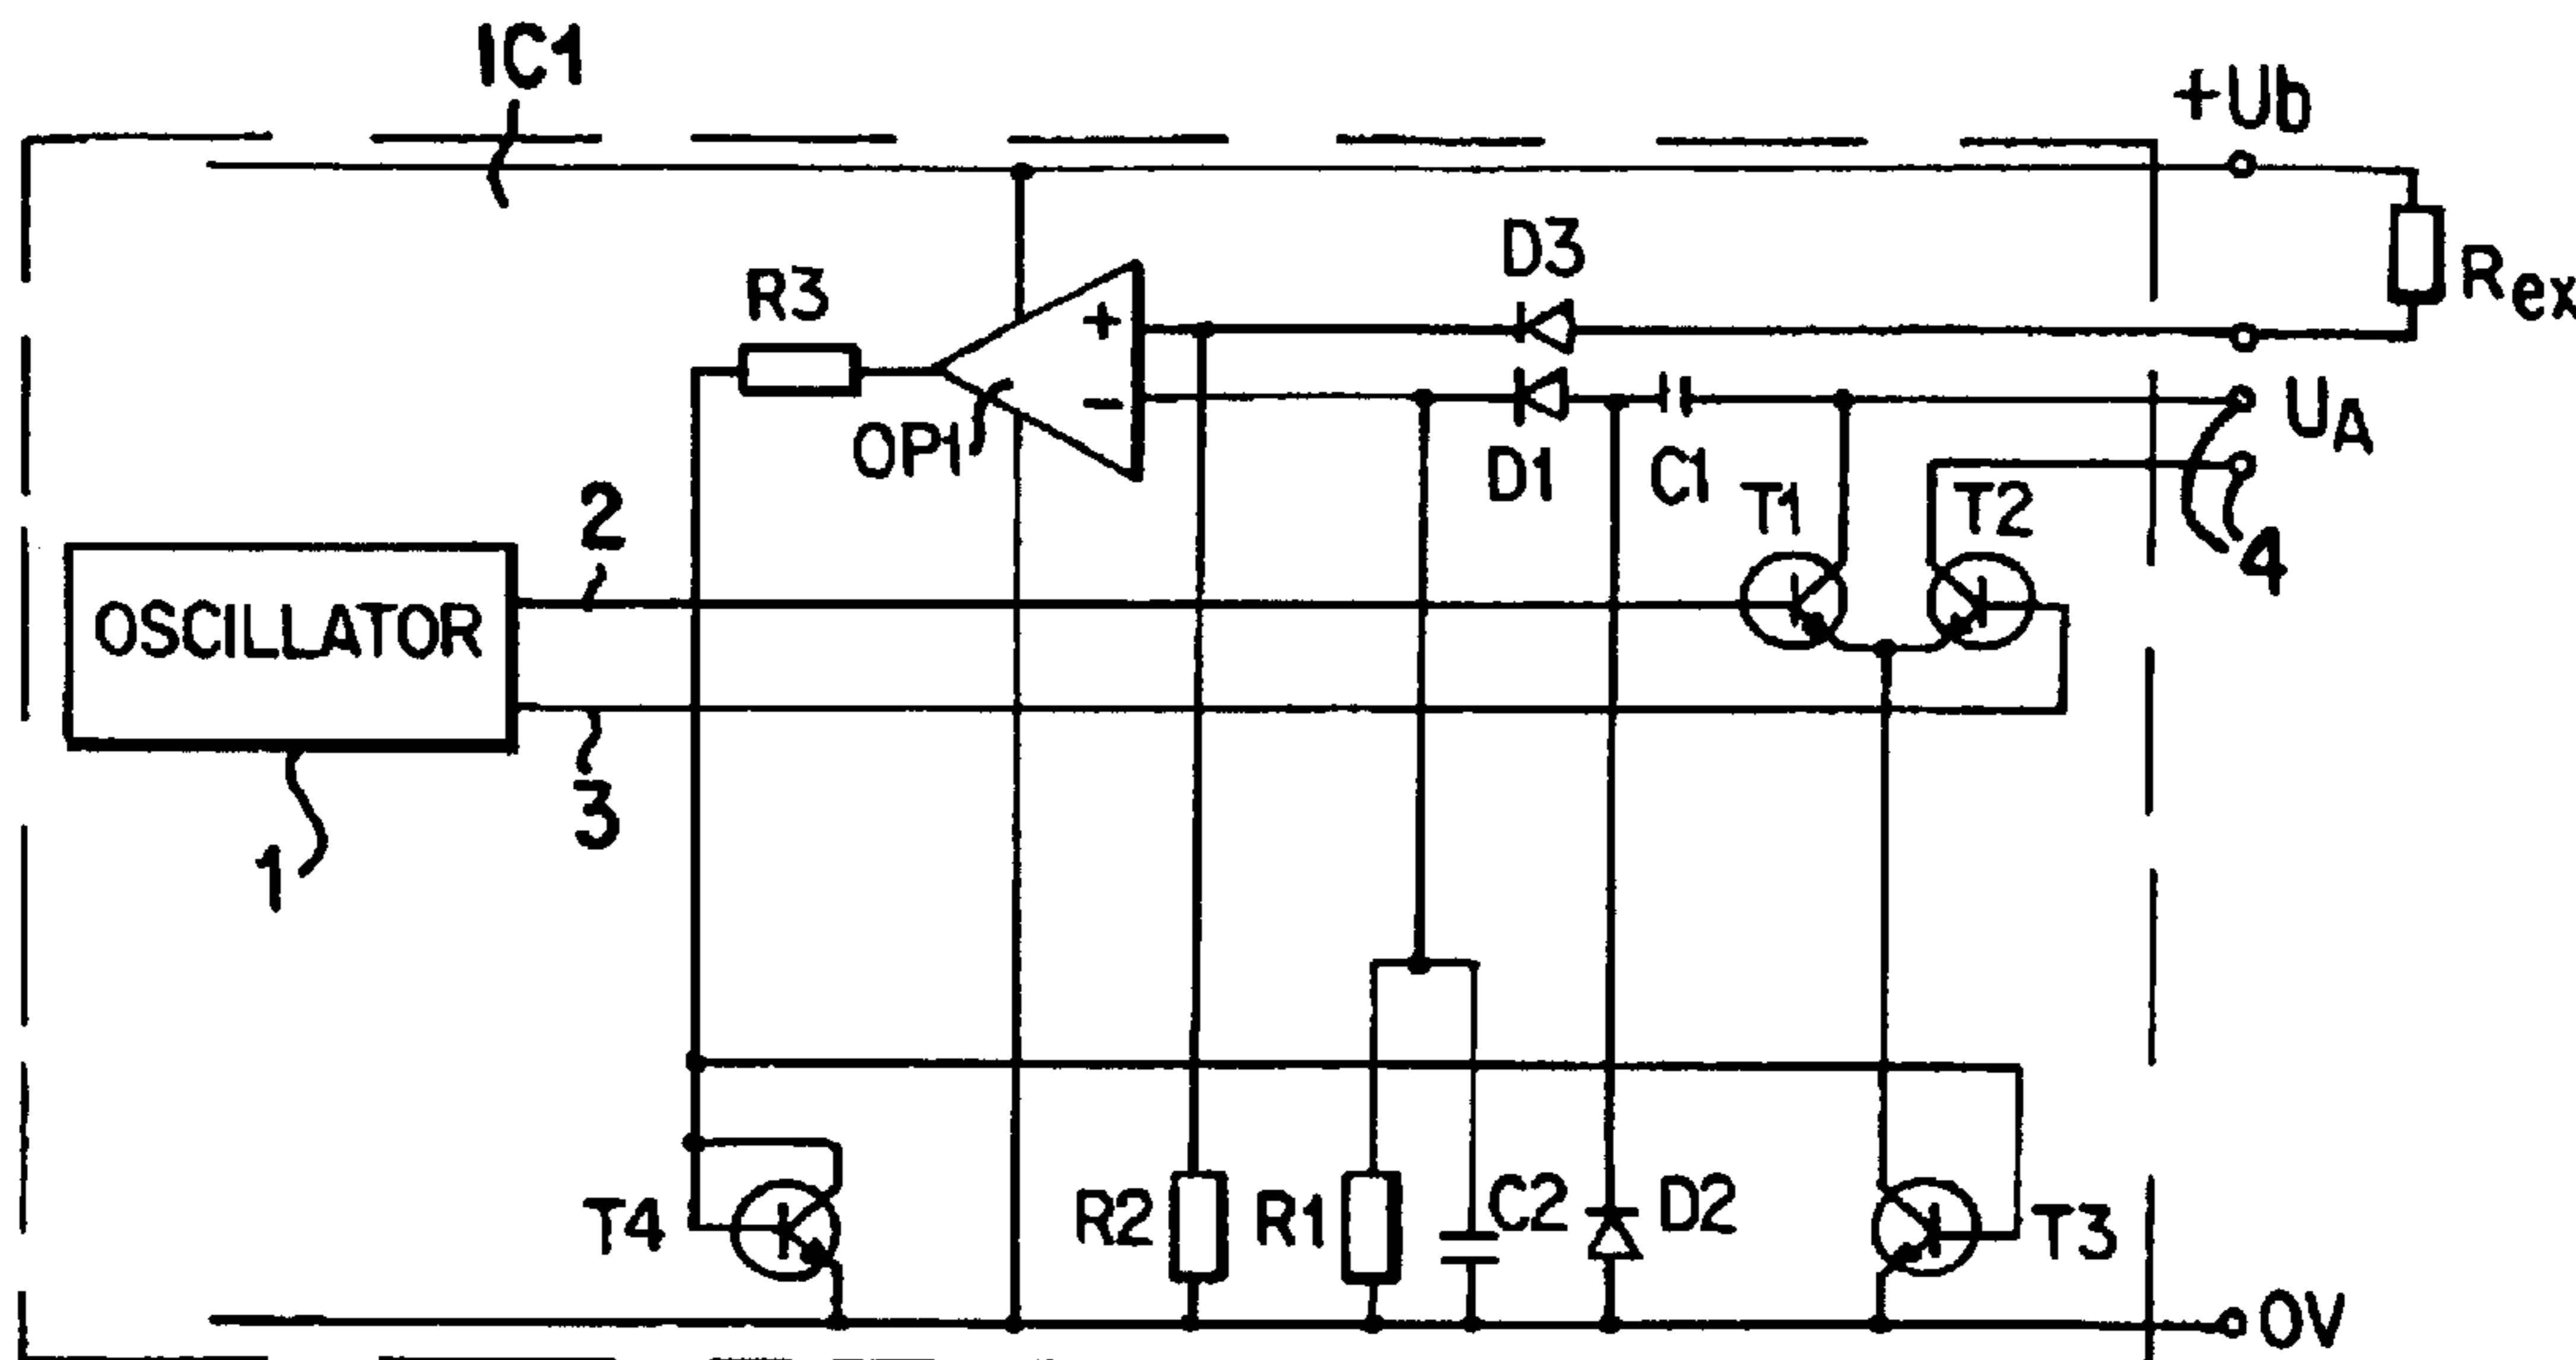 IC1
+Ub
D3
R3
Rex
+
-
OP1
D1
C1
UA
T1
T2
2
4
OSCILLATOR
3
1
T4
R2
R1
C2
D2
T3
0V